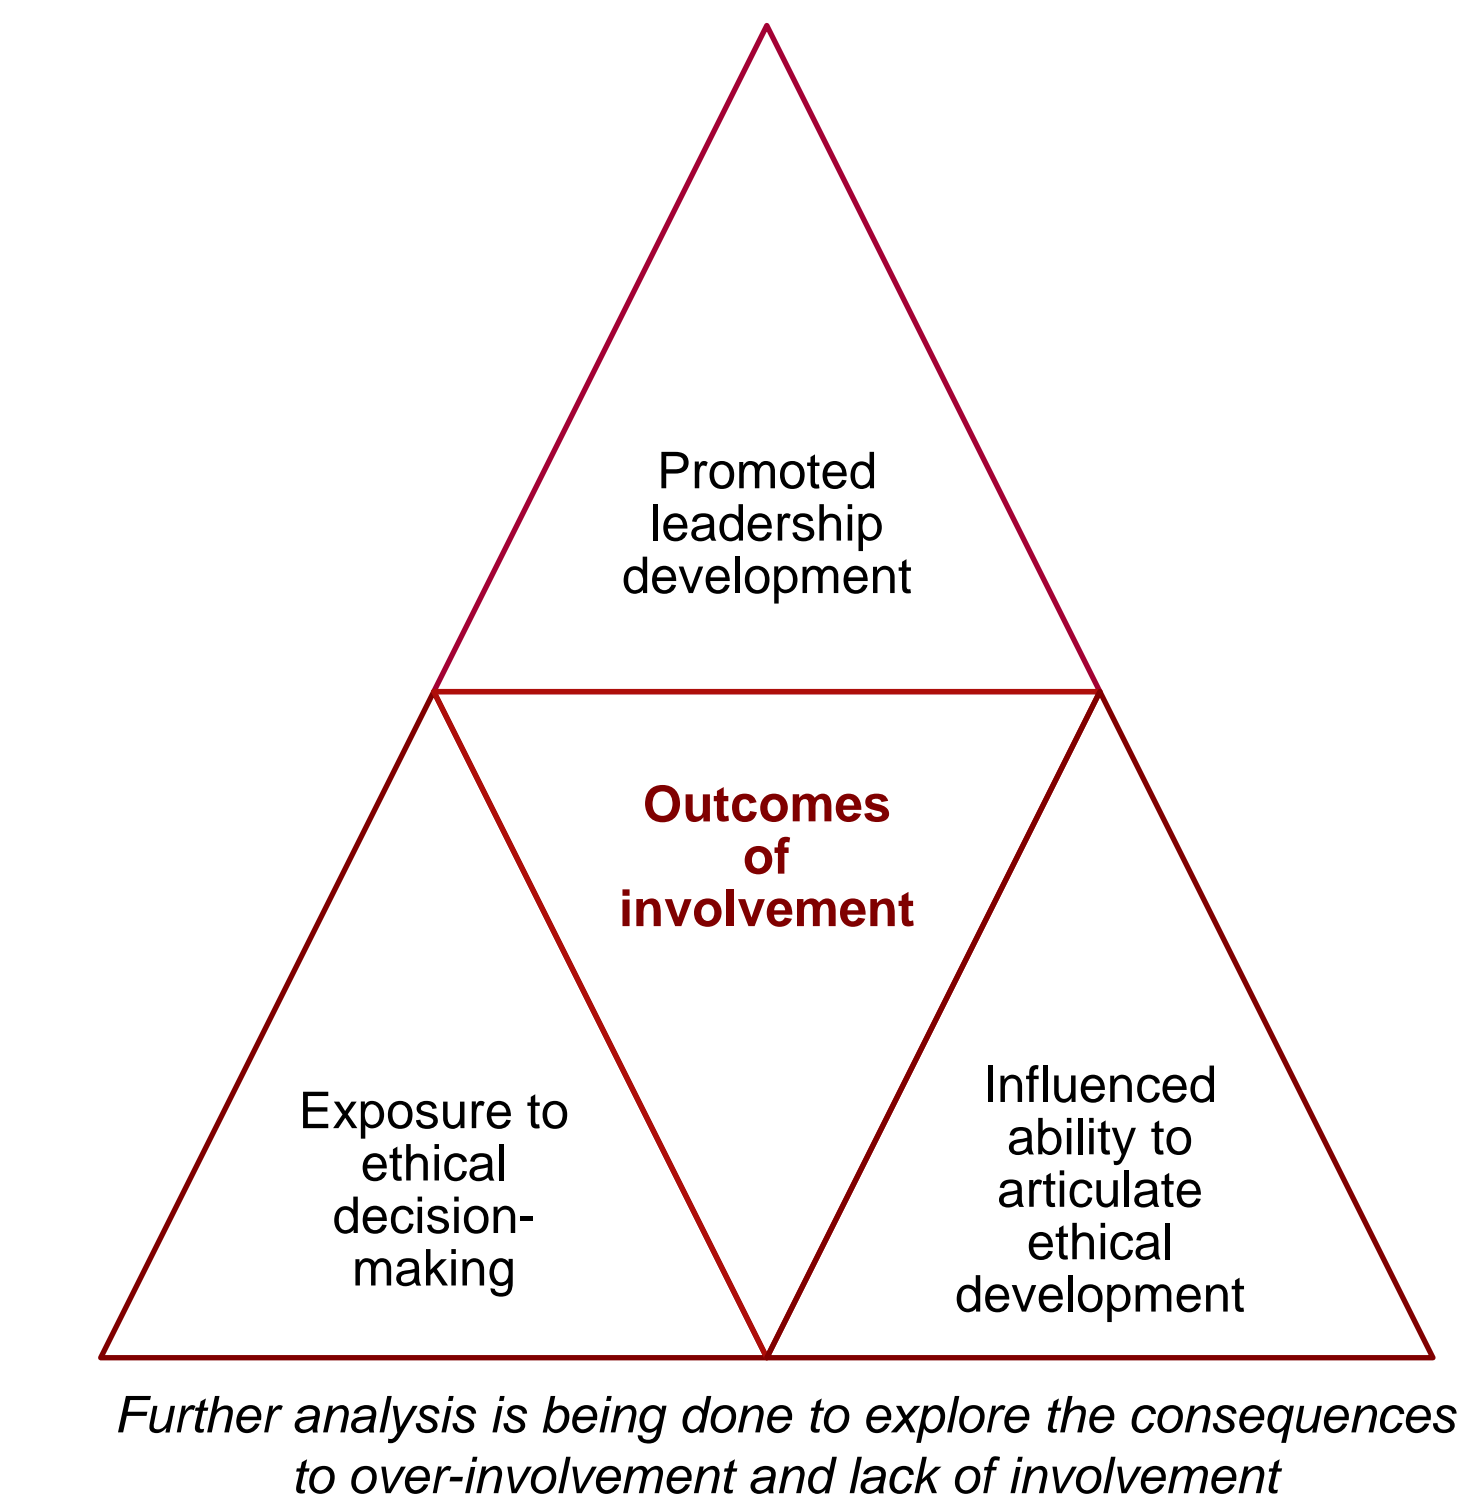 Promoted
leadership
development
Outcomes
of
involvement
Exposure to
ethical
decision-
making
Influenced
ability to
articulate
ethical
development
Further analysis is being done to explore the consequences
to over-involvement and lack of involvement